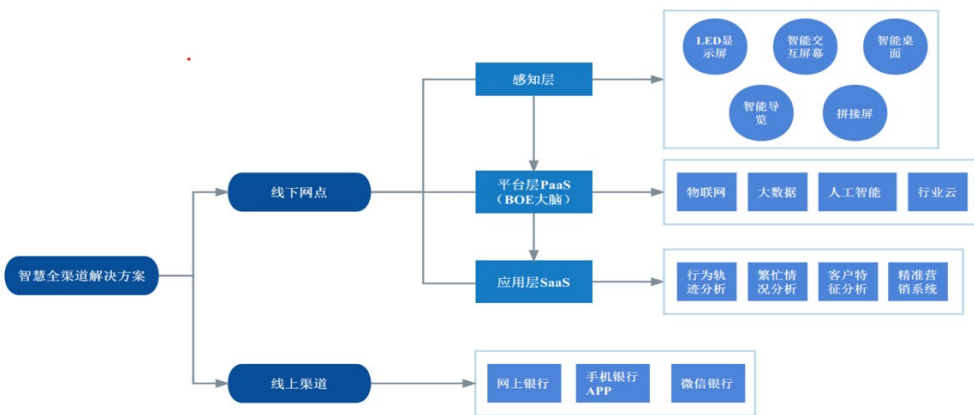 LED显
示屏
智能交
互屏幕
智能桌
面
感知层
智能导
览
拼接屏
线下网点
平台层PaaS
（BOE大脑）
物联网
大数据
人工智能
行业云
智慧全渠道解决方案
应用层SaaS
行为轨
迹分析
繁忙情
况分析
客户特
征分析
精准营
销系统
线上渠道
网上银行
手机银行
APP
微信银行